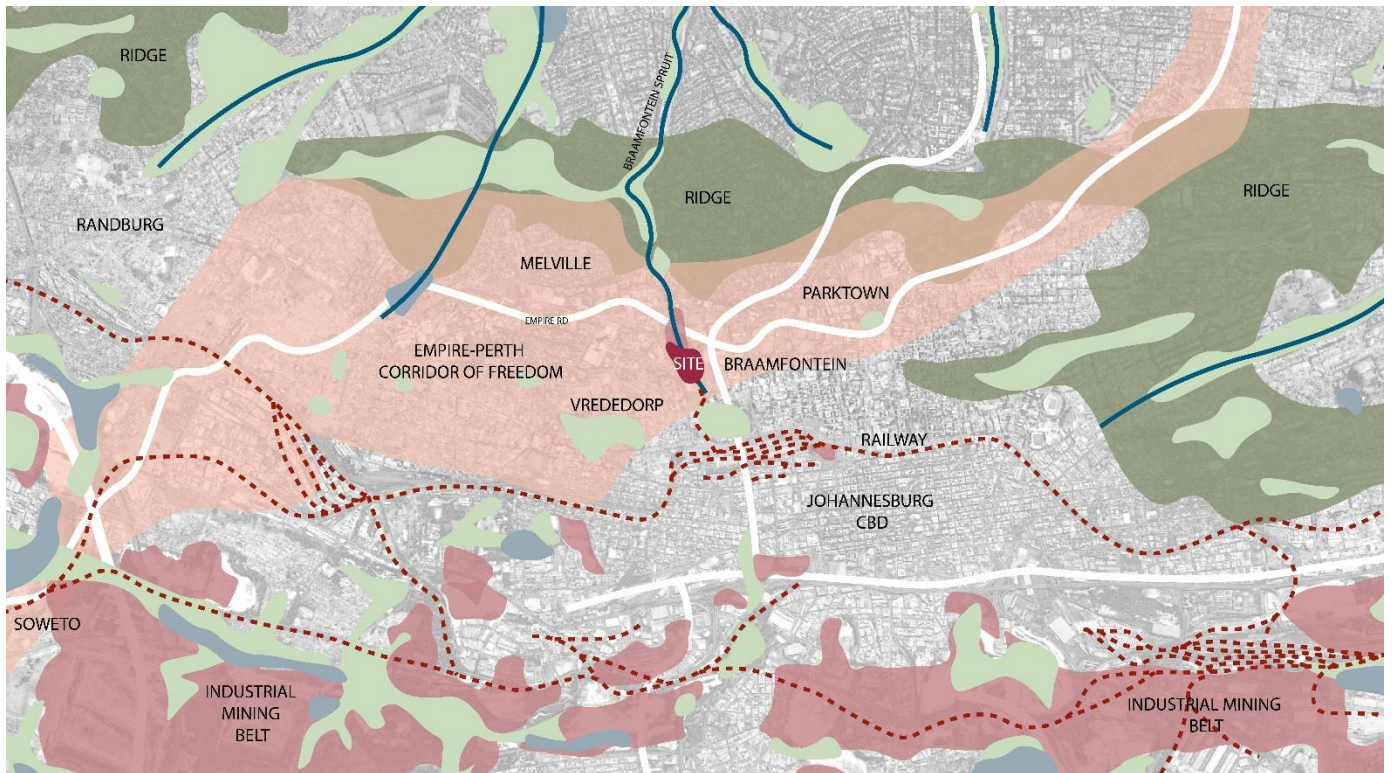 RIDGE
BRAAMFONTEIN SPRUIT
RIDGE
RIDGE
RANDBURG
MELVILLE
PARKTOWN
EMPIRE RD
EMPIRE-PERTH
CORRIDOR OF FREEDOM
SITE
BRAAMFONTEIN
VREDEDORP
RAILWAY
JOHANNESBURG
CBD
SOWETO
INDUSTRIAL
MINING
BELT
INDUSTRIAL MINING
BELT